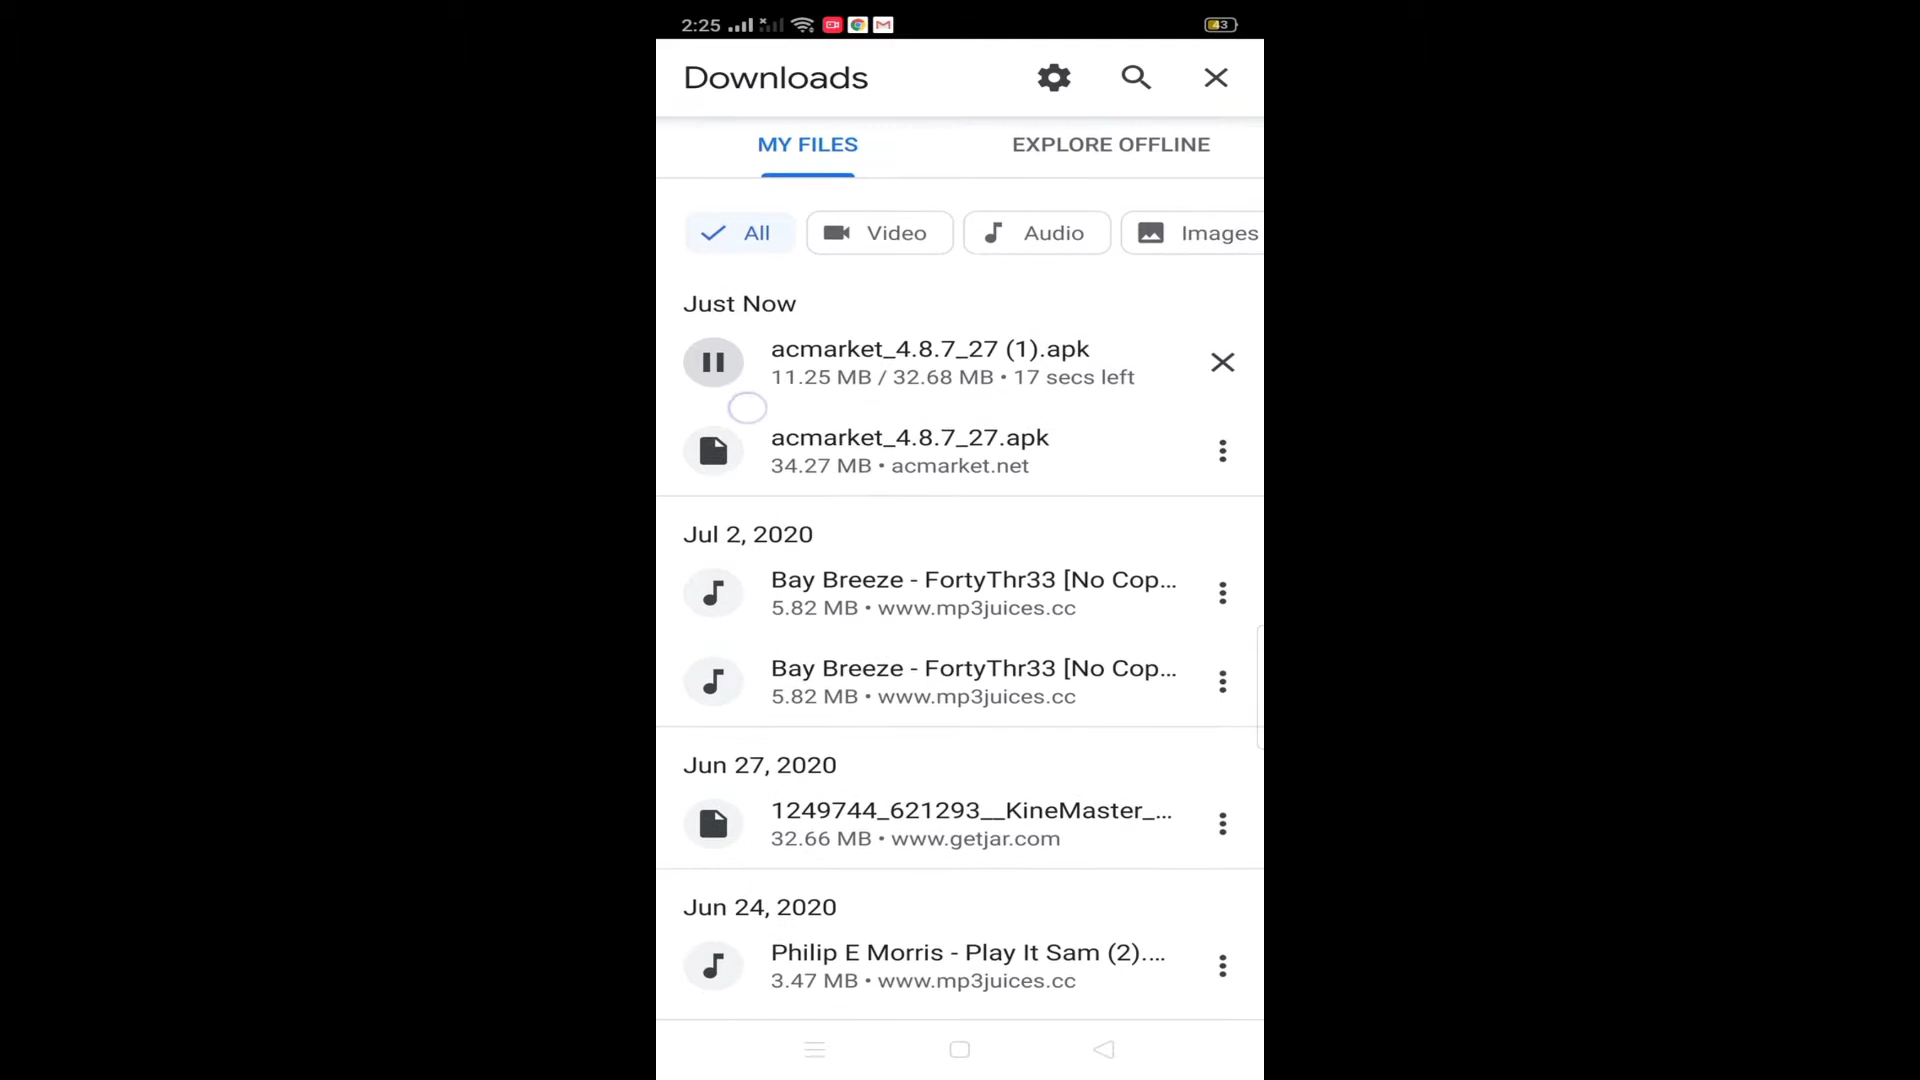 2:25
43
Downloads
MY FILES
EXPLORE OFFLINE
All
Video
Audio
Images
Just Now
acmarket_4.8.7_27 (1).apk
11.25 MB / 32.68 MB • 17 secs left
acmarket_4.8.7_27.apk
34.27 MB • acmarket.net
Jul 2, 2020
Bay Breeze - FortyThr33 [No Cop...
5.82 MB • www.mp3juices.cc
Bay Breeze - FortyThr33 [No Cop...
5.82 MB • www.mp3juices.cc
Jun 27, 2020
1249744_621293__KineMaster_...
32.66 MB • www.getjar.com
Jun 24, 2020
Philip E Morris - Play It Sam (2)....
3.47 MB • www.mp3juices.cc